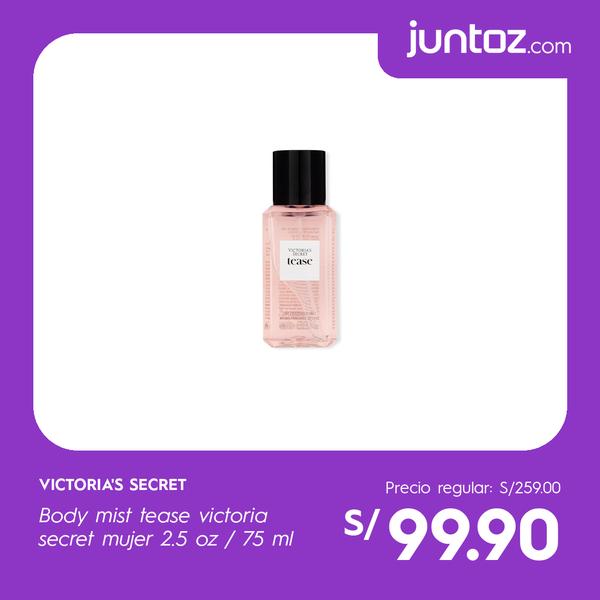 juntoz.com
VICTORIA'S
SECRET
tease
VICTORIA'S SECRET
Body mist tease victoria
secret mujer 2.5 oz / 75 ml
Precio regular: S/259.00
S/99.90